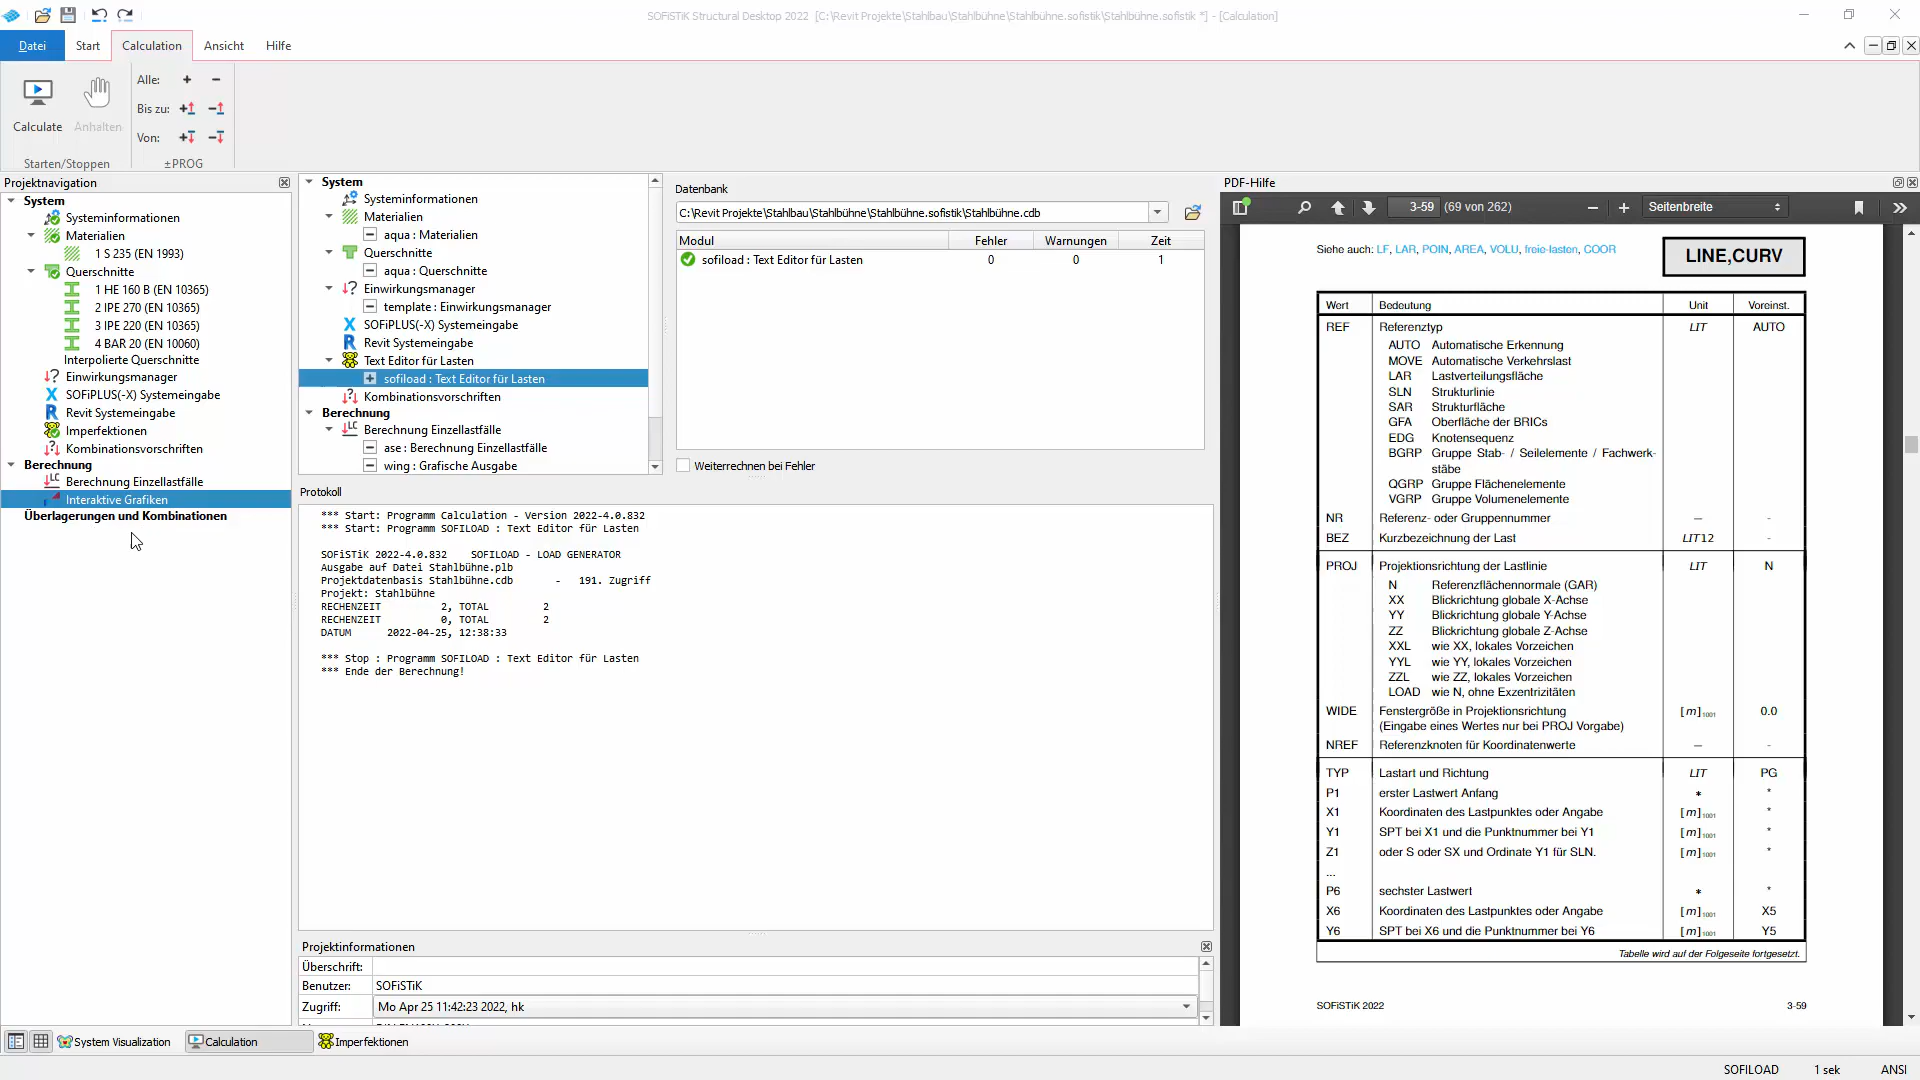 SOFiSTiK Structural Desktop 2022 [C:\Revit Projekte\Stahlbau\Stahlbühne\Stahlbühne.sofistik\Stahlbühne.sofistik *] - [Calculation]
Datei Start Calculation Ansicht Hilfe
Calculate
Anhalten
Starten/Stoppen
Alle: + -
Bis zu:
Von:
±PROG
Projektnavigation
System
Systeminformationen
Materialien
1 S 235 (EN 1993)
Querschnitte
1 HE 160 B (EN 10365)
2 IPE 270 (EN 10365)
3 IPE 220 (EN 10365)
4 BAR 20 (EN 10060)
Interpolierte Querschnitte
Einwirkungsmanager
SOFiPLUS(-X) Systemeingabe
Revit Systemeingabe
Imperfektionen
Kombinationsvorschriften
Berechnung
Berechnung Einzellastfälle
Interaktive Grafiken
Überlagerungen und Kombinationen
System
Systeminformationen
Materialien
aqua : Materialien
Querschnitte
aqua : Querschnitte
Einwirkungsmanager
template : Einwirkungsmanager
SOFiPLUS(-X) Systemeingabe
Revit Systemeingabe
Text Editor für Lasten
sofiload : Text Editor für Lasten
Kombinationsvorschriften
Berechnung
Berechnung Einzellastfälle
ase : Berechnung Einzellastfälle
wing : Grafische Ausgabe
Datenbank
C:\Revit Projekte\Stahlbau\Stahlbühne\Stahlbühne.sofistik\Stahlbühne.cdb
Modul Fehler Warnungen Zeit
sofiload : Text Editor für Lasten 0 0 1
Weiterrechnen bei Fehler
Protokoll
*** Start: Programm Calculation - Version 2022-4.0.832
*** Start: Programm SOFILOAD : Text Editor für Lasten
SOFiSTiK 2022-4.0.832 SOFILOAD - LOAD GENERATOR
Ausgabe auf Datei Stahlbühne.plb
Projektdatenbasis Stahlbühne.cdb - 191. Zugriff
Projekt: Stahlbühne
RECHENZEIT 2, TOTAL 2
RECHENZEIT 0, TOTAL 2
DATUM 2022-04-25, 12:38:33
*** Stop : Programm SOFILOAD : Text Editor für Lasten
*** Ende der Berechnung!
Projektinformationen
Überschrift:
Benutzer: SOFiSTiK
Zugriff: Mo Apr 25 11:42:23 2022, hk
PDF-Hilfe
3-59 (69 von 262) Seitenbreite
Siehe auch: LF, LAR, POIN, AREA, VOLU, freie-lasten, COOR
LINE,CURV
Wert Bedeutung Unit Voreinst.
REF Referenztyp LIT AUTO
AUTO Automatische Erkennung
MOVE Automatische Verkehrslast
LAR Lastverteilungsfläche
SLN Strukturlinie
SAR Strukturfläche
GFA Oberfläche der BRICs
EDG Knotensequenz
BGRP Gruppe Stab- / Seilelemente / Fachwerk-
stäbe
QGRP Gruppe Flächenelemente
VGRP Gruppe Volumenelemente
NR Referenz- oder Gruppennummer – -
BEZ Kurzbezeichnung der Last LIT12 -
PROJ Projektionsrichtung der Lastlinie LIT N
N Referenzflächennormale (GAR)
XX Blickrichtung globale X-Achse
YY Blickrichtung globale Y-Achse
ZZ Blickrichtung globale Z-Achse
XXL wie XX, lokales Vorzeichen
YYL wie YY, lokales Vorzeichen
ZZL wie ZZ, lokales Vorzeichen
LOAD wie N, ohne Exzentrizitäten
WIDE Fenstergröße in Projektionsrichtung [m]1001 0.0
(Eingabe eines Wertes nur bei PROJ Vorgabe)
NREF Referenzknoten für Koordinatenwerte – -
TYP Lastart und Richtung LIT PG
P1 erster Lastwert Anfang * *
X1 Koordinaten des Lastpunktes oder Angabe [m]1001 *
Y1 SPT bei X1 und die Punktnummer bei Y1 [m]1001 *
Z1 oder S oder SX und Ordinate Y1 für SLN. [m]1001 *
...
P6 sechster Lastwert * *
X6 Koordinaten des Lastpunktes oder Angabe [m]1001 X5
Y6 SPT bei X6 und die Punktnummer bei Y6 [m]1001 Y5
Tabelle wird auf der Folgeseite fortgesetzt.
SOFiSTiK 2022 3-59
System Visualization Calculation Imperfektionen
SOFILOAD 1 sek ANSI